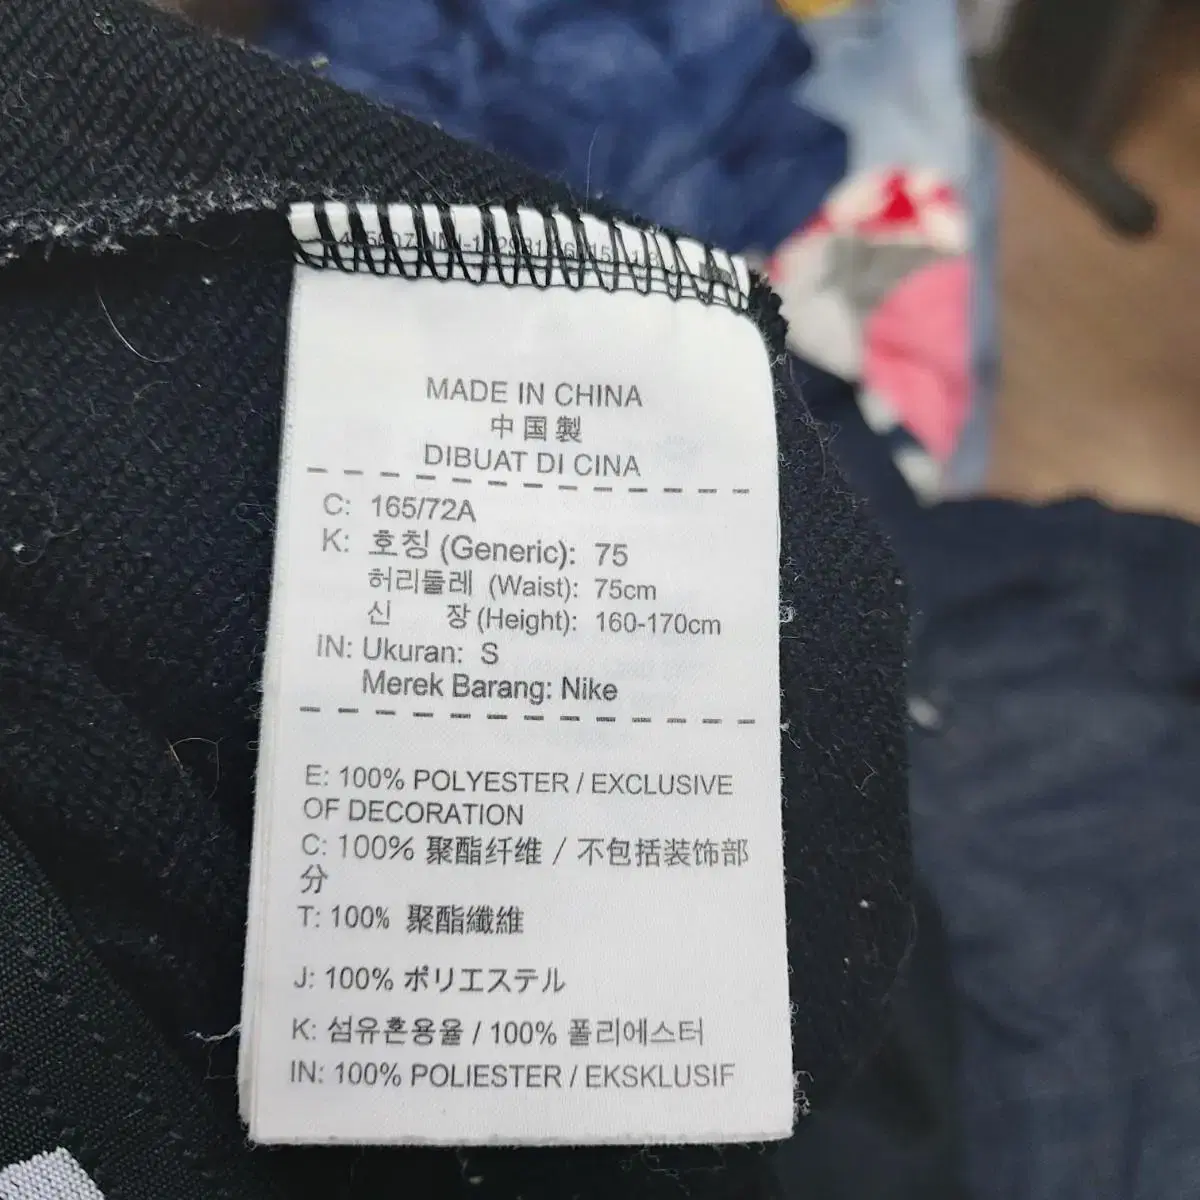 MADE IN CHINA
中国製
DIBUAT DI CINA
C: 165/72A
K: 호칭 (Generic): 75
허리둘레 (Waist): 75cm
신 장 (Height): 160-170cm
IN: Ukuran: S
Merek Barang: Nike
E: 100% POLYESTER / EXCLUSIVE
OF DECORATION
C: 100% 聚酯纤维 / 不包括装饰部
分
T: 100% 聚酯纖維
J: 100% ポリエステル
K: 섬유혼용율 / 100% 폴리에스터
IN: 100% POLIESTER / EKSKLUSIF